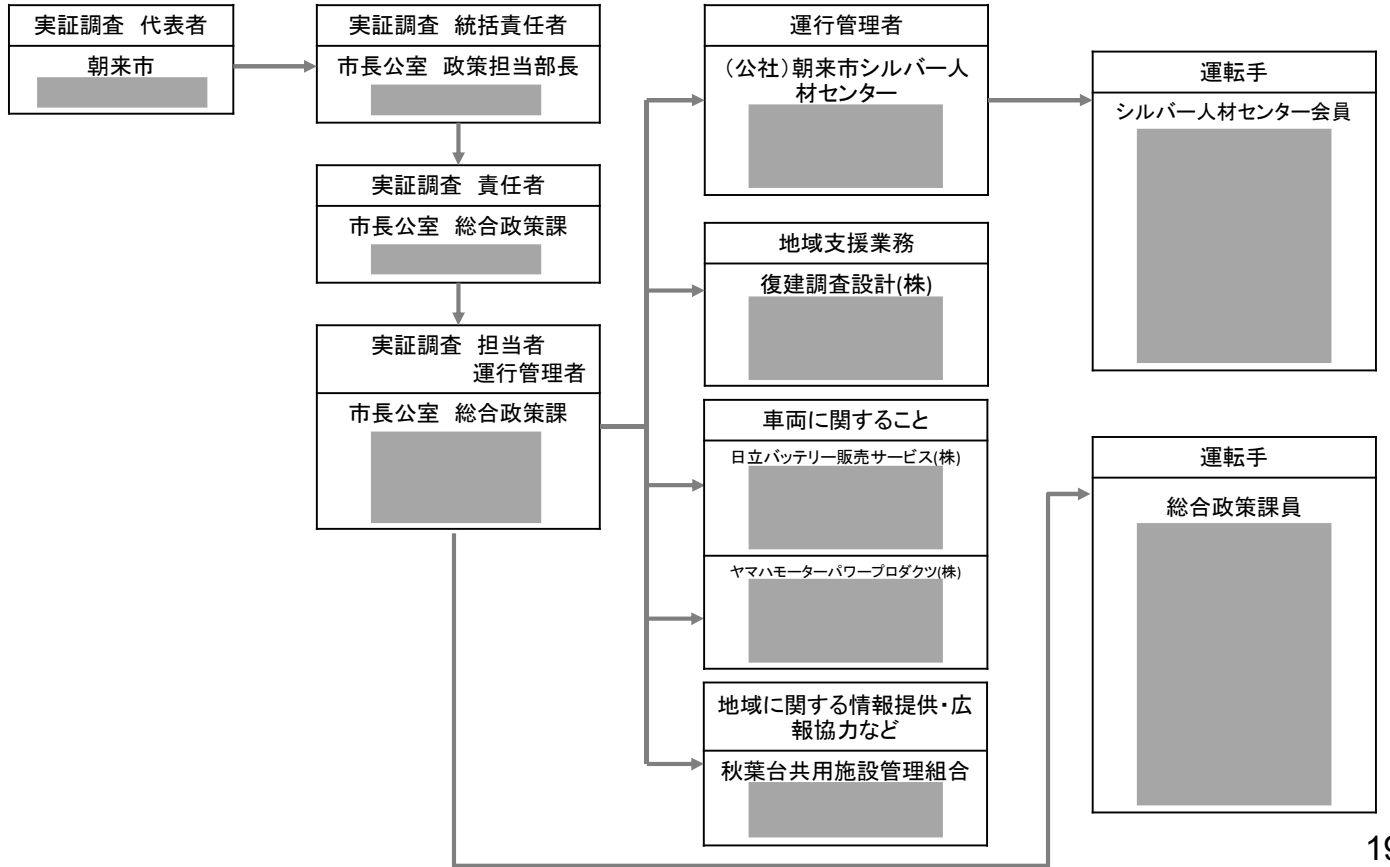 実証調査 代表者
朝来市
実証調査 統括責任者
市長公室 政策担当部長
実証調査 責任者
市長公室 総合政策課
実証調査 担当者
運行管理者
市長公室 総合政策課
運行管理者
(公社)朝来市シルバー人
材センター
地域支援業務
復建調査設計(株)
車両に関すること
日立バッテリー販売サービス(株)
ヤマハモーターパワープロダクツ(株)
地域に関する情報提供・広
報協力など
秋葉台共用施設管理組合
運転手
シルバー人材センター会員
運転手
総合政策課員
19